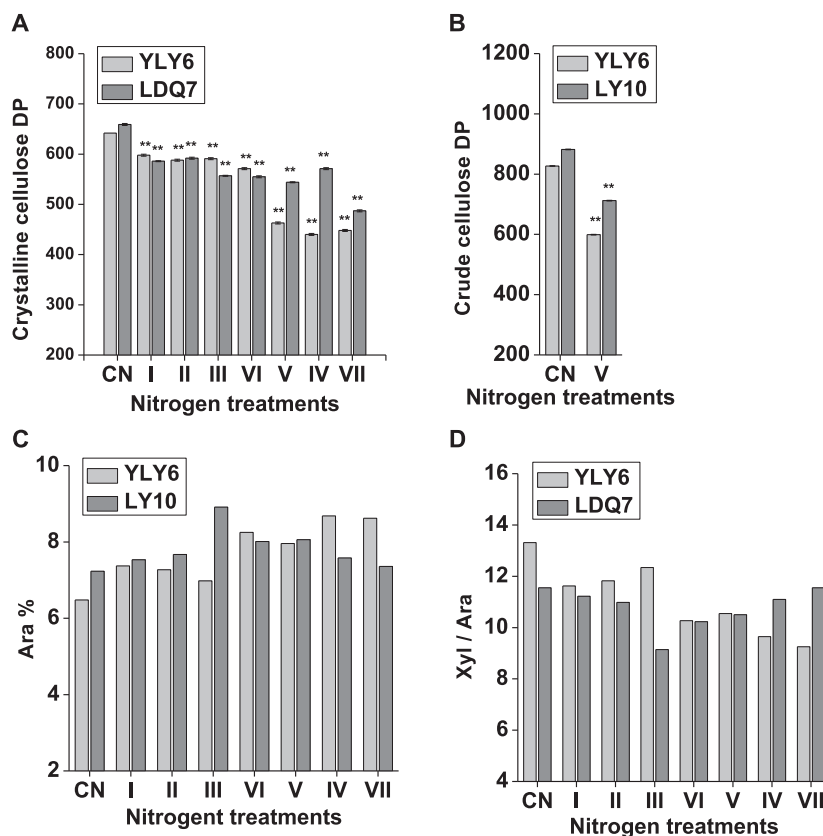 A
800
700
600
500
400
300
200
Crystalline cellulose DP
YLY6
LDQ7
** ** ** ** ** ** ** ** ** ** ** ** ** **
CN I II III VI V IV VII
Nitrogen treatments
B
1200
1000
800
600
400
200
Crude cellulose DP
YLY6
LY10
** **
CN V
Nitrogen treatments
C
10
8
6
4
2
Ara %
YLY6
LY10
CN I II III VI V IV VII
Nitrogent treatments
D
16
14
12
10
8
6
4
Xyl / Ara
YLY6
LDQ7
CN I II III VI V IV VII
Nitrogen treatments